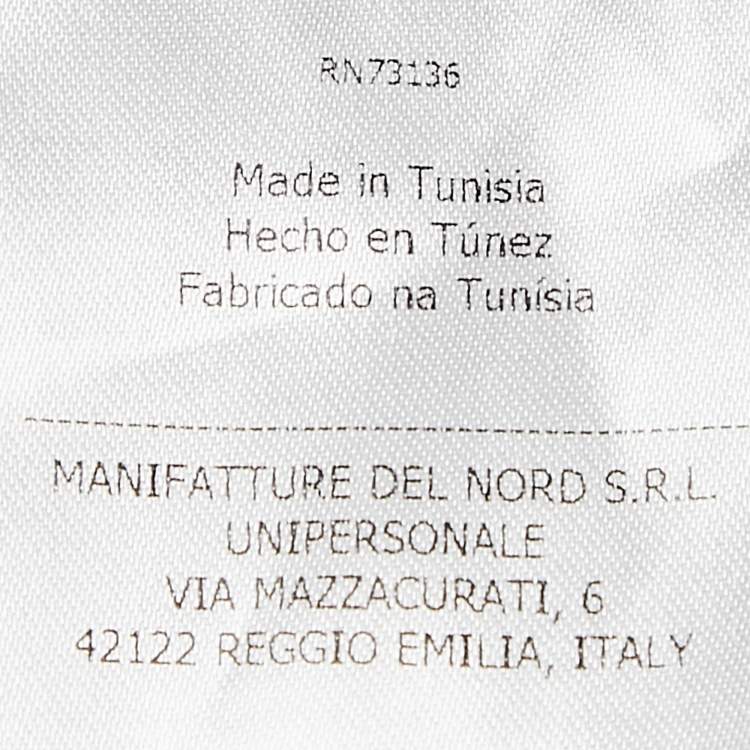 RN73136
Made in Tunisia
Hecho en Túnez
Fabricado na Tunísia
MANIFATTURE DEL NORD S.R.L.
UNIPERSONALE
VIA MAZZACURATI, 6
42122 REGGIO EMILIA, ITALY